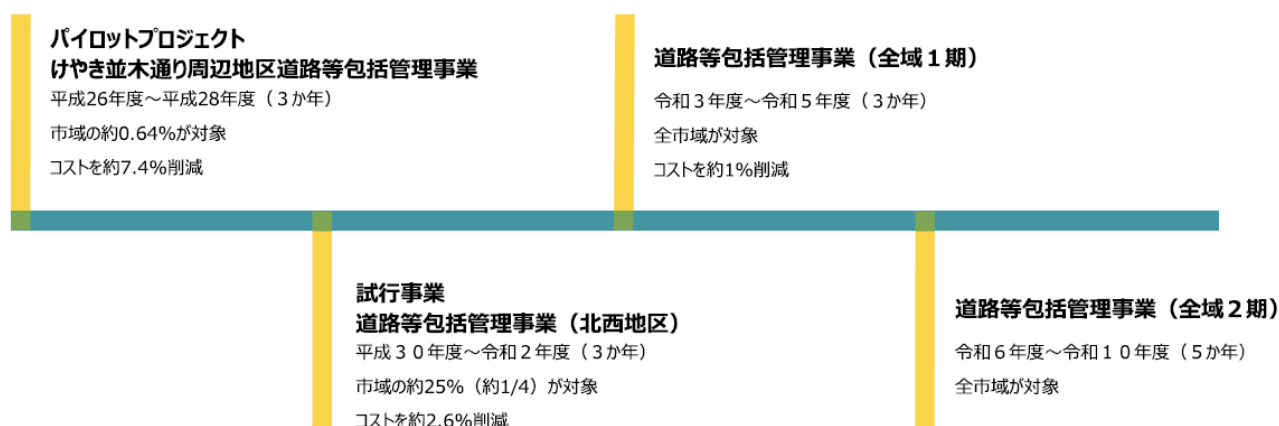 パイロットプロジェクト
けやき並木通り周辺地区道路等包括管理事業
平成26年度～平成28年度（３か年）
市域の約0.64%が対象
コストを約7.4%削減
試行事業
道路等包括管理事業（北西地区）
平成３０年度～令和２年度（３か年）
市域の約25%（約1/4）が対象
コストを約2.6%削減
道路等包括管理事業（全域１期）
令和３年度～令和５年度（３か年）
全市域が対象
コストを約1%削減
道路等包括管理事業（全域２期）
令和６年度～令和１０年度（５か年）
全市域が対象